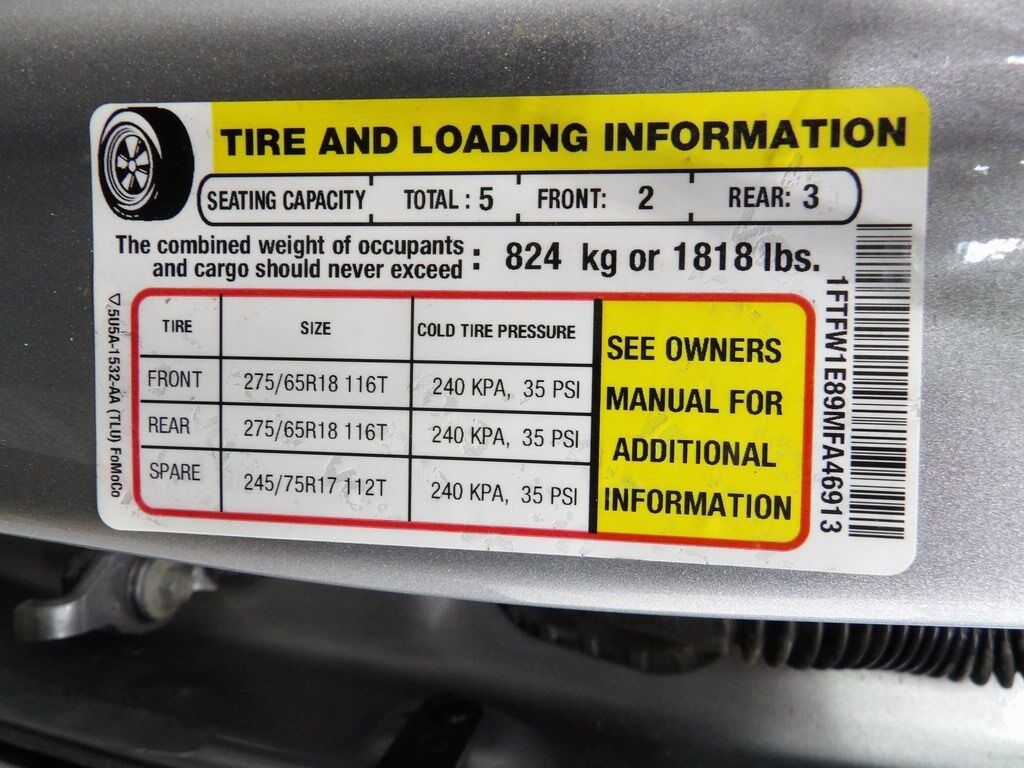 TIRE AND LOADING INFORMATION
SEATING CAPACITY TOTAL : 5 FRONT: 2 REAR: 3
The combined weight of occupants
and cargo should never exceed : 824 kg or 1818 lbs.
TIRE SIZE COLD TIRE PRESSURE
FRONT 275/65R18 116T 240 KPA, 35 PSI
REAR 275/65R18 116T 240 KPA, 35 PSI
SPARE 245/75R17 112T 240 KPA, 35 PSI
SEE OWNERS
MANUAL FOR
ADDITIONAL
INFORMATION
5U5A-1532-AA (TLU) FoMoCo
1FTFW1E89MFA46913